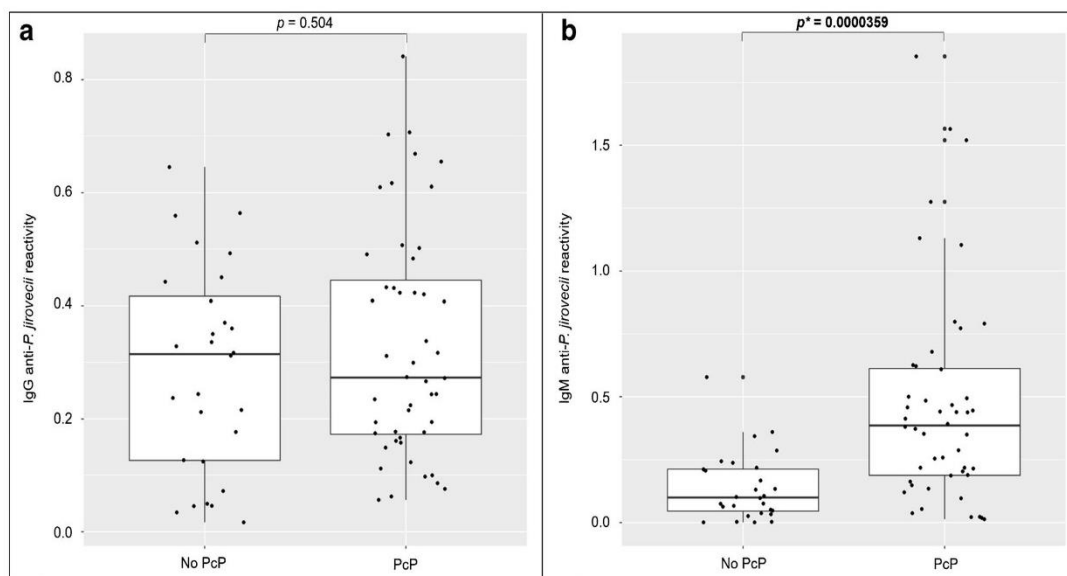 a
p = 0.504
IgG anti-P. jirovecii reactivity
0.8
0.6
0.4
0.2
0.0
No PcP
PcP
b
p* = 0.0000359
IgM anti-P. jirovecii reactivity
1.5
1.0
0.5
0.0
No PcP
PcP